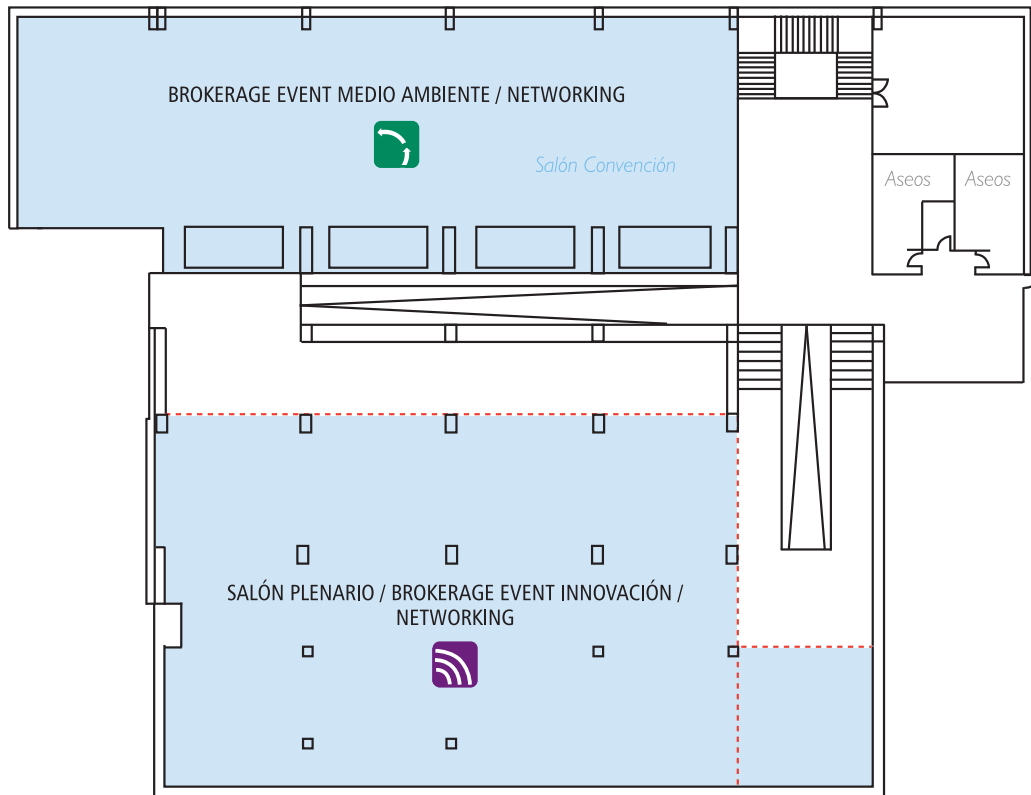 BROKERAGE EVENT MEDIO AMBIENTE / NETWORKING
Salón Convención
Aseos
Aseos
SALÓN PLENARIO / BROKERAGE EVENT INNOVACIÓN /
NETWORKING